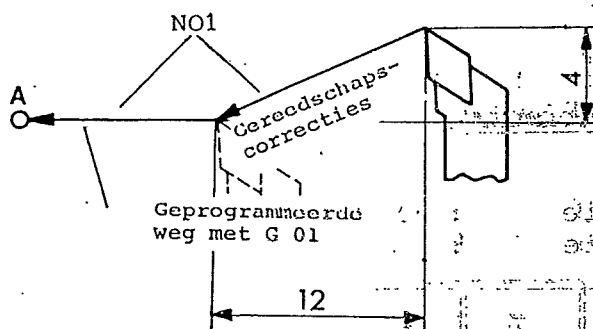 NO1
A
Gereedschaps-
correcties
4
Geprogrammeerde
weg met G 01
12